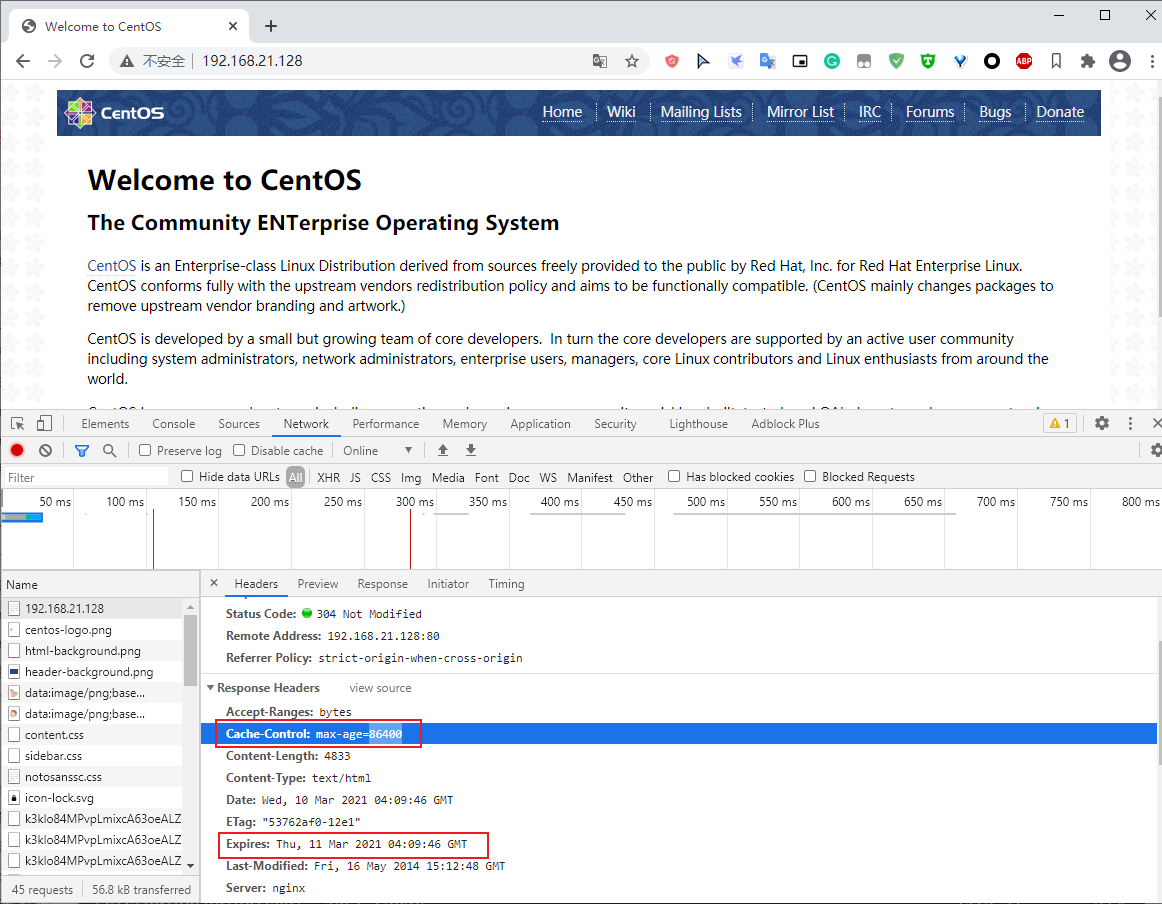 Welcome to CentOS
不安全 192.168.21.128
CentOS Home Wiki Mailing Lists Mirror List IRC Forums Bugs Donate
Welcome to CentOS
The Community ENTerprise Operating System
CentOS is an Enterprise-class Linux Distribution derived from sources freely provided to the public by Red Hat, Inc. for Red Hat Enterprise Linux.
CentOS conforms fully with the upstream vendors redistribution policy and aims to be functionally compatible. (CentOS mainly changes packages to
remove upstream vendor branding and artwork.)
CentOS is developed by a small but growing team of core developers. In turn the core developers are supported by an active user community
including system administrators, network administrators, enterprise users, managers, core Linux contributors and Linux enthusiasts from around the
world.
Elements Console Sources Network Performance Memory Application Security Lighthouse Adblock Plus 1
Preserve log Disable cache Online
Filter Hide data URLs All XHR JS CSS Img Media Font Doc WS Manifest Other Has blocked cookies Blocked Requests
50 ms 100 ms 150 ms 200 ms 250 ms 300 ms 350 ms 400 ms 450 ms 500 ms 550 ms 600 ms 650 ms 700 ms 750 ms 800 ms
Name
192.168.21.128
centos-logo.png
html-background.png
header-background.png
data:image/png;base...
data:image/png;base...
content.css
sidebar.css
notosanssc.css
icon-lock.svg
k3klo84MPvpLmixcA63oeALZ
k3klo84MPvpLmixcA63oeALZ
k3klo84MPvpLmixcA63oeALZ
45 requests 56.8 kB transferred
Headers Preview Response Initiator Timing
Status Code: 304 Not Modified
Remote Address: 192.168.21.128:80
Referrer Policy: strict-origin-when-cross-origin
Response Headers view source
Accept-Ranges: bytes
Cache-Control: max-age=86400
Content-Length: 4833
Content-Type: text/html
Date: Wed, 10 Mar 2021 04:09:46 GMT
ETag: "53762af0-12e1"
Expires: Thu, 11 Mar 2021 04:09:46 GMT
Last-Modified: Fri, 16 May 2014 15:12:48 GMT
Server: nginx